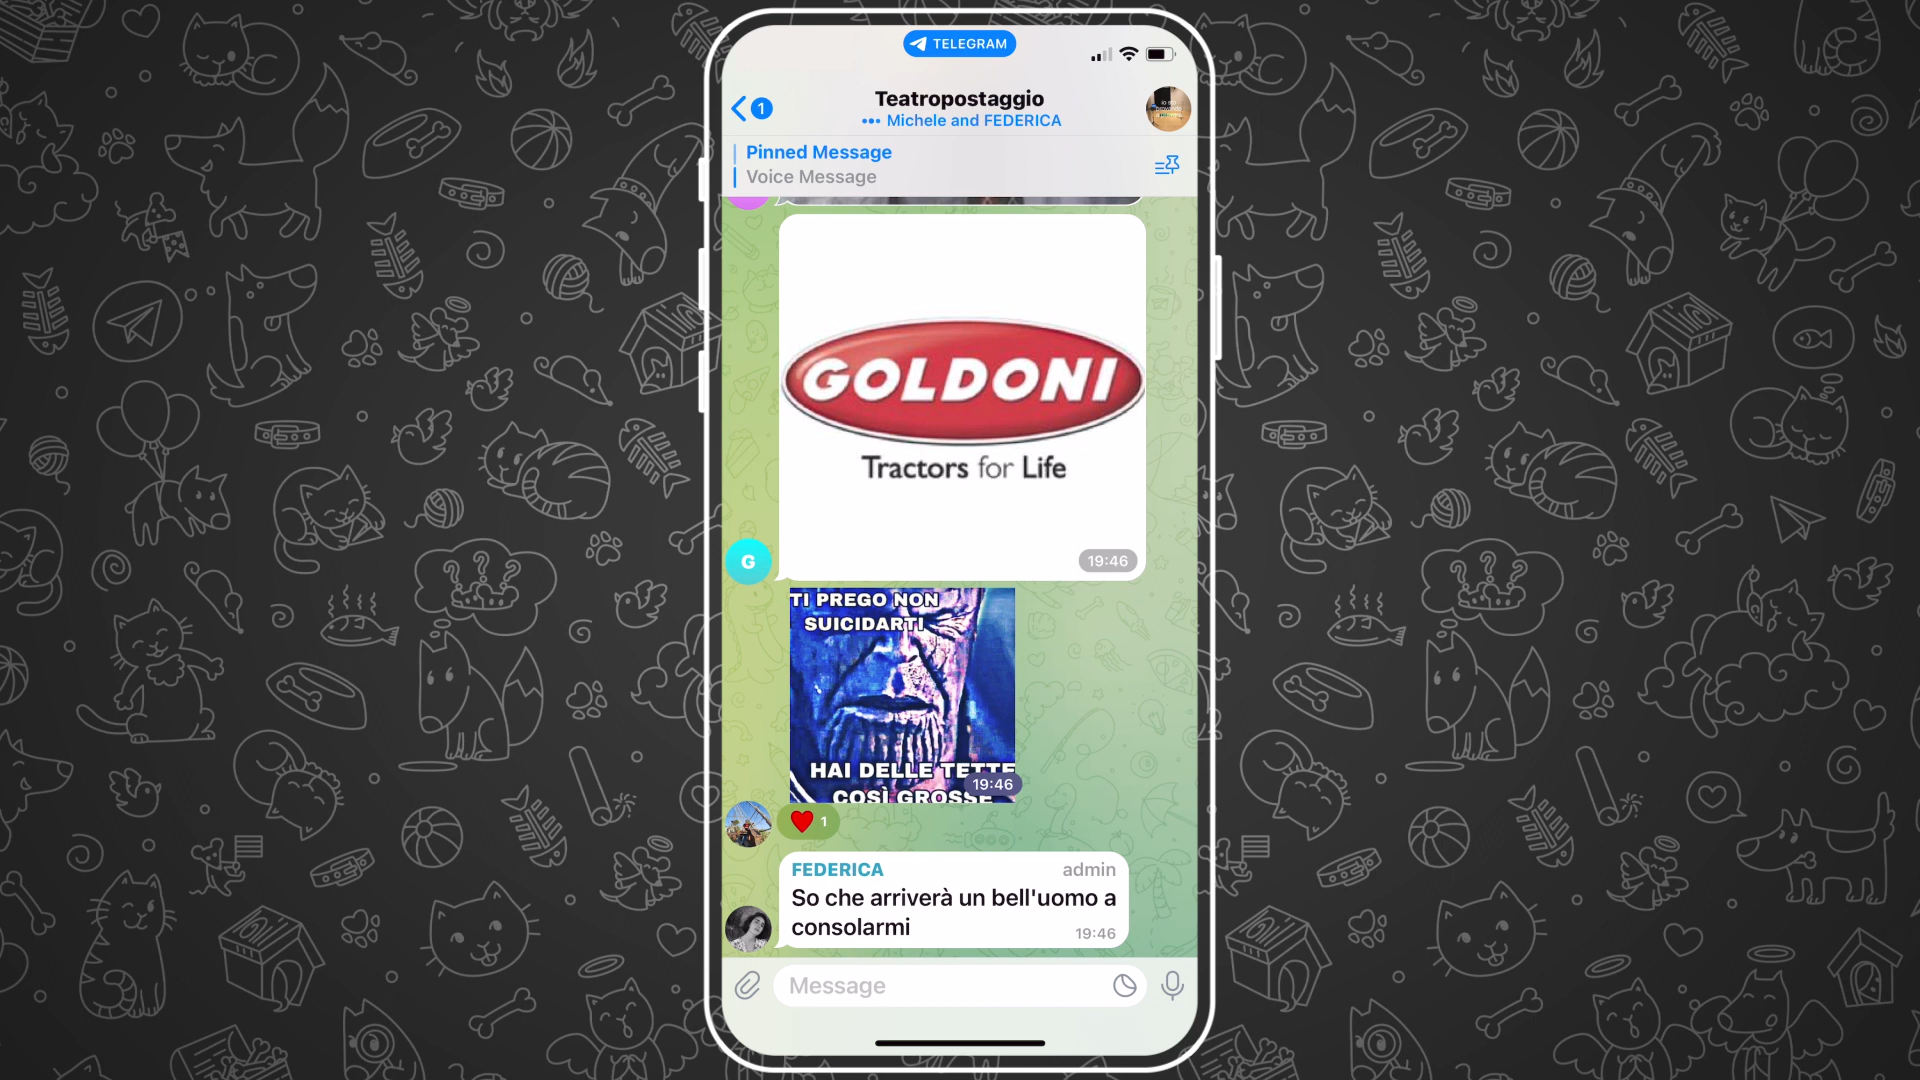 TELEGRAM
1
Teatropostaggio
Michele and FEDERICA
Pinned Message
Voice Message
GOLDONI
Tractors for Life
19:46
G
TI PREGO NON
SUICIDARTI
HAI DELLE TETTE
COSÌ GROSSE
19:46
1
FEDERICA admin
So che arriverà un bell'uomo a
consolarmi
19:46
Message